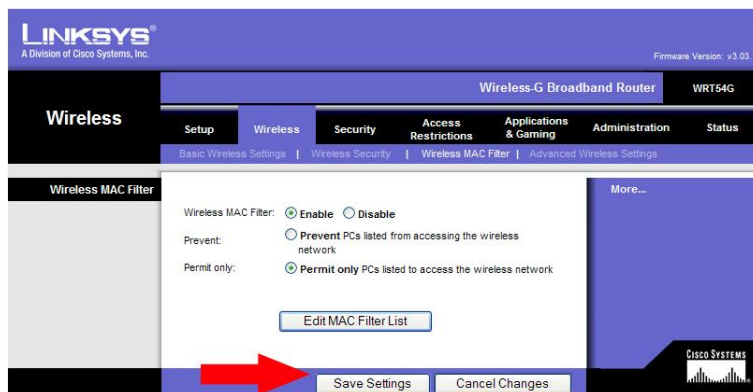 LINKSYS®
A Division of Cisco Systems, Inc.
Firmware Version: v3.03.
Wireless-G Broadband Router WRT54G
Wireless
Setup Wireless Security Access Restrictions Applications & Gaming Administration Status
Basic Wireless Settings | Wireless Security | Wireless MAC Filter | Advanced Wireless Settings
Wireless MAC Filter
More...
Wireless MAC Filter: Enable Disable
Prevent: Prevent PCs listed from accessing the wireless
network
Permit only: Permit only PCs listed to access the wireless network
Edit MAC Filter List
CISCO SYSTEMS
Save Settings Cancel Changes